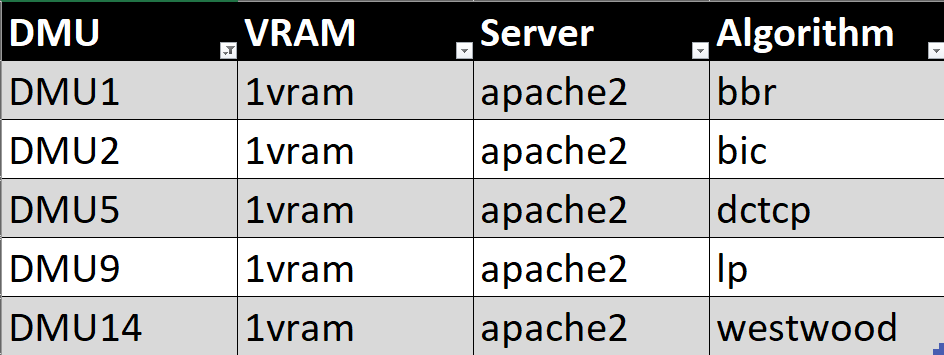 DMU VRAM Server Algorithm
DMU1 1vram apache2 bbr
DMU2 1vram apache2 bic
DMU5 1vram apache2 dctcp
DMU9 1vram apache2 lp
DMU14 1vram apache2 westwood